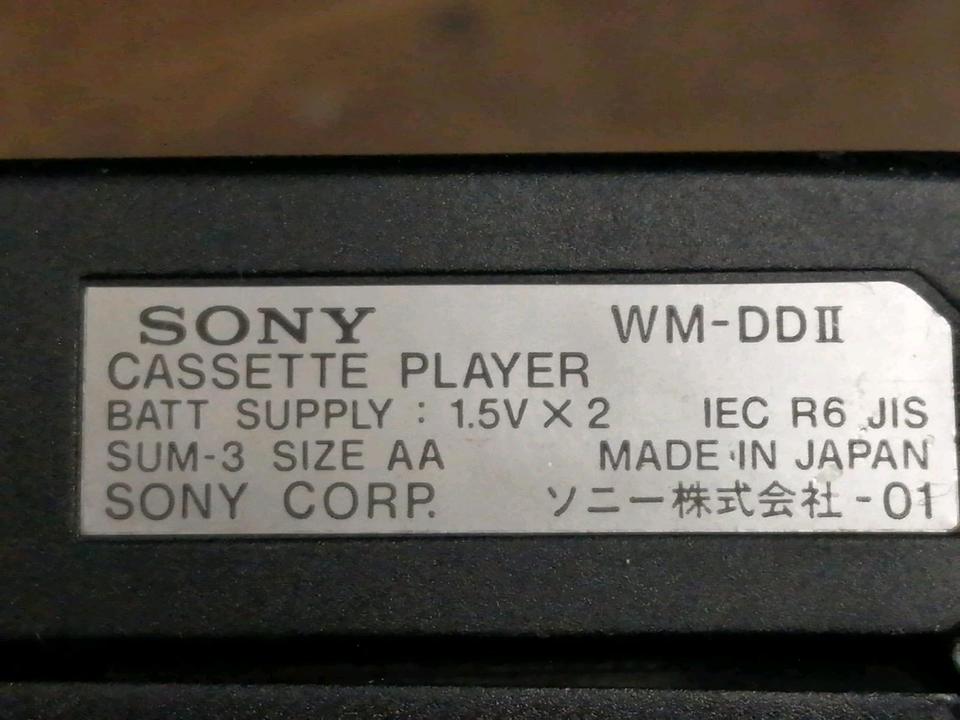 SONY WM-DDⅡ
CASSETTE PLAYER
BATT SUPPLY : 1.5V × 2 IEC R6 JIS
SUM-3 SIZE AA MADE IN JAPAN
SONY CORP. ソニー株式会社 -01